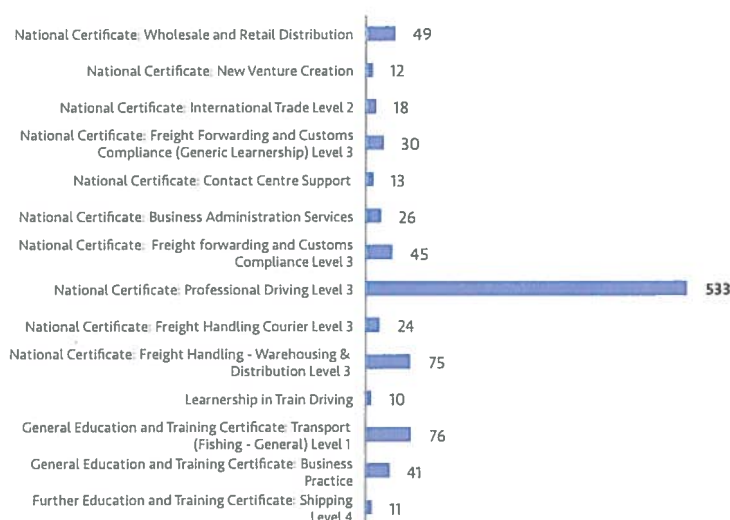 National Certificate: Wholesale and Retail Distribution 49
National Certificate: New Venture Creation 12
National Certificate: International Trade Level 2 18
National Certificate: Freight Forwarding and Customs
Compliance (Generic Learnership) Level 3 30
National Certificate: Contact Centre Support 13
National Certificate: Business Administration Services 26
National Certificate: Freight forwarding and Customs
Compliance Level 3 45
National Certificate: Professional Driving Level 3 533
National Certificate: Freight Handling Courier Level 3 24
National Certificate: Freight Handling - Warehousing &
Distribution Level 3 75
Learnership in Train Driving 10
General Education and Training Certificate: Transport
(Fishing - General) Level 1 76
General Education and Training Certificate: Business
Practice 41
Further Education and Training Certificate: Shipping
Level 4 11